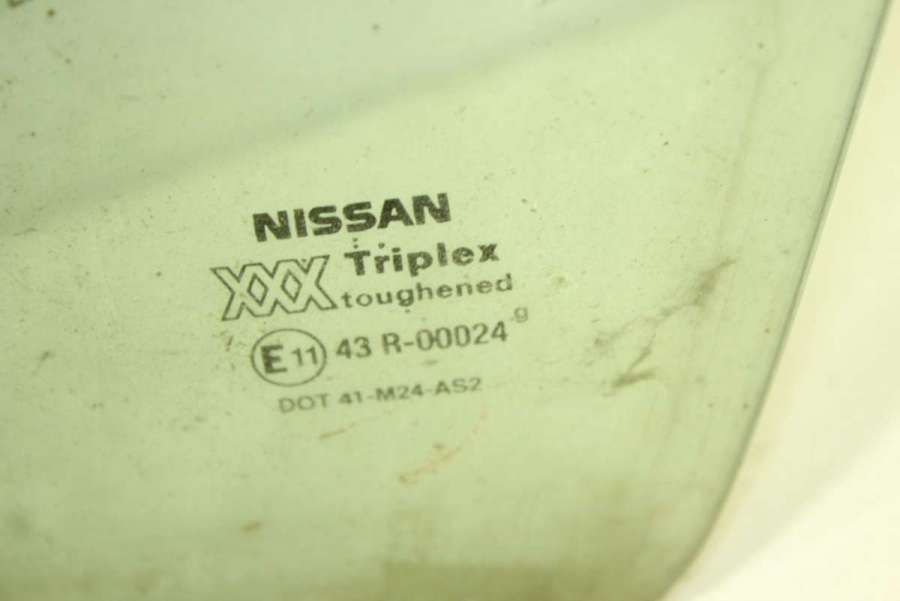 NISSAN
XXX Triplex
toughened
E11 43 R-00024 g
DOT 41-M24-AS2